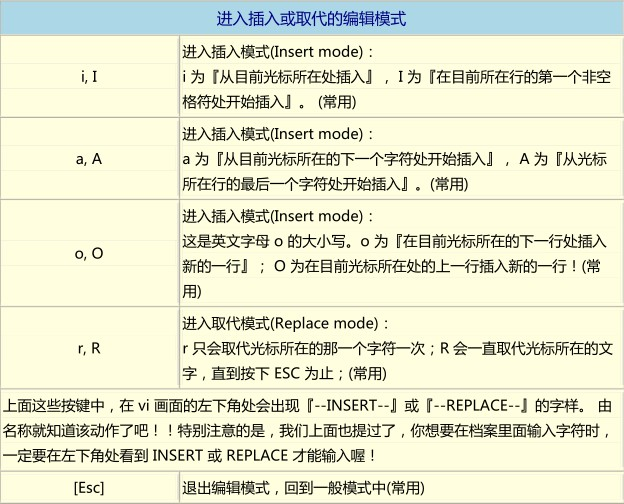 进入插入或取代的编辑模式
i, I
进入插入模式(Insert mode)：
i 为『从目前光标所在处插入』， I 为『在目前所在行的第一个非空
格符处开始插入』。 (常用)
a, A
进入插入模式(Insert mode)：
a 为『从目前光标所在的下一个字符处开始插入』， A 为『从光标
所在行的最后一个字符处开始插入』。(常用)
o, O
进入插入模式(Insert mode)：
这是英文字母 o 的大小写。o 为『在目前光标所在的下一行处插入
新的一行』； O 为在目前光标所在处的上一行插入新的一行！(常
用)
r, R
进入取代模式(Replace mode)：
r 只会取代光标所在的那一个字符一次；R 会一直取代光标所在的文
字，直到按下 ESC 为止；(常用)
上面这些按键中，在 vi 画面的左下角处会出现『--INSERT--』或『--REPLACE--』的字样。 由
名称就知道该动作了吧！！特别注意的是，我们上面也提过了，你想要在档案里面输入字符时，
一定要在左下角处看到 INSERT 或 REPLACE 才能输入喔！
[Esc]
退出编辑模式，回到一般模式中(常用)